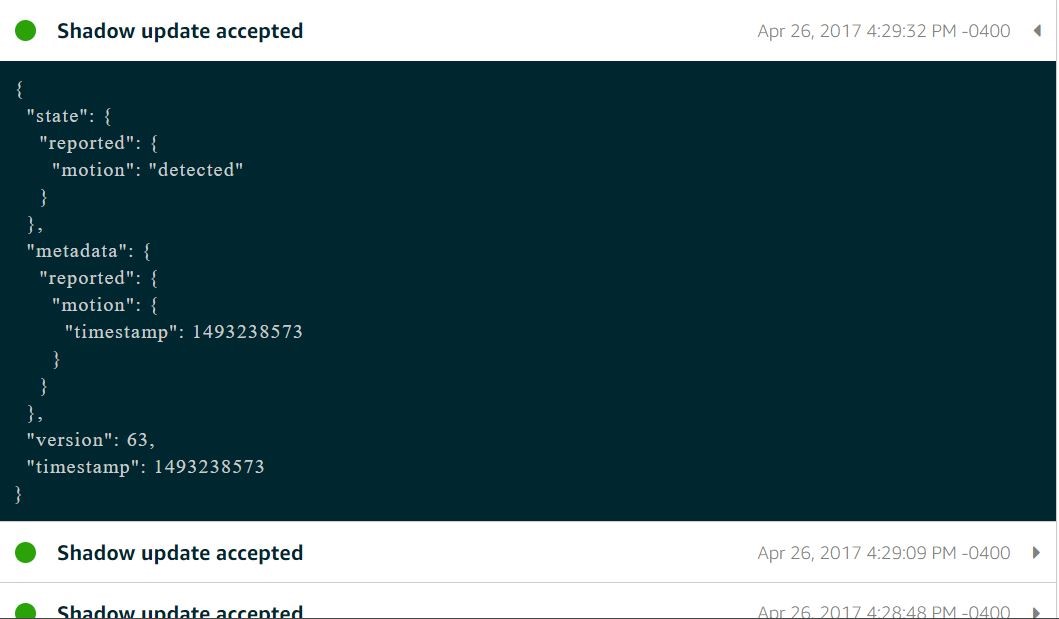 Shadow update accepted Apr 26, 2017 4:29:32 PM -0400
{
"state": {
"reported": {
"motion": "detected"
}
},
"metadata": {
"reported": {
"motion": {
"timestamp": 1493238573
}
}
},
"version": 63,
"timestamp": 1493238573
}
Shadow update accepted Apr 26, 2017 4:29:09 PM -0400
Shadow update accepted Apr 26, 2017 4:28:48 PM -0400